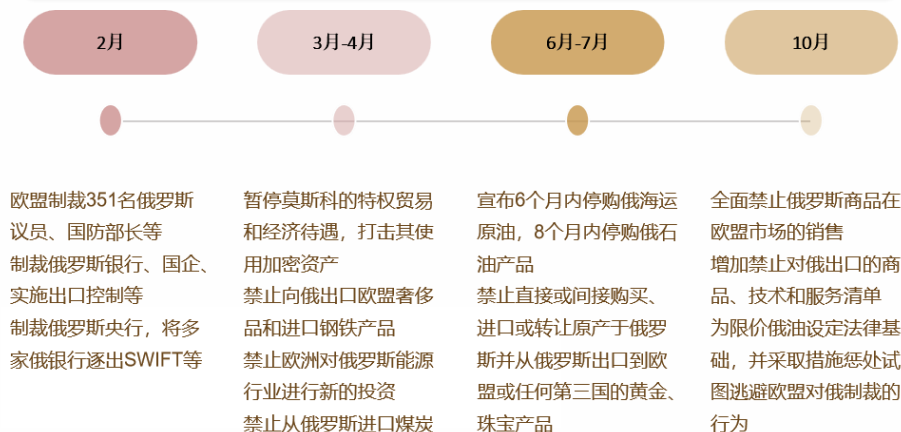 2月
3月-4月
6月-7月
10月
欧盟制裁351名俄罗斯
议员、国防部长等
制裁俄罗斯银行、国企、
实施出口控制等
制裁俄罗斯央行，将多
家俄银行逐出SWIFT等
暂停莫斯科的特权贸易
和经济待遇，打击其使
用加密资产
禁止向俄出口欧盟奢侈
品和进口钢铁产品
禁止欧洲对俄罗斯能源
行业进行新的投资
禁止从俄罗斯进口煤炭
宣布6个月内停购俄海运
原油，8个月内停购俄石
油产品
禁止直接或间接购买、
进口或转让原产于俄罗
斯并从俄罗斯出口到欧
盟或任何第三国的黄金、
珠宝产品
全面禁止俄罗斯商品在
欧盟市场的销售
增加禁止对俄出口的商
品、技术和服务清单
为限价俄油设定法律基
础，并采取措施惩处试
图逃避欧盟对俄制裁的
行为